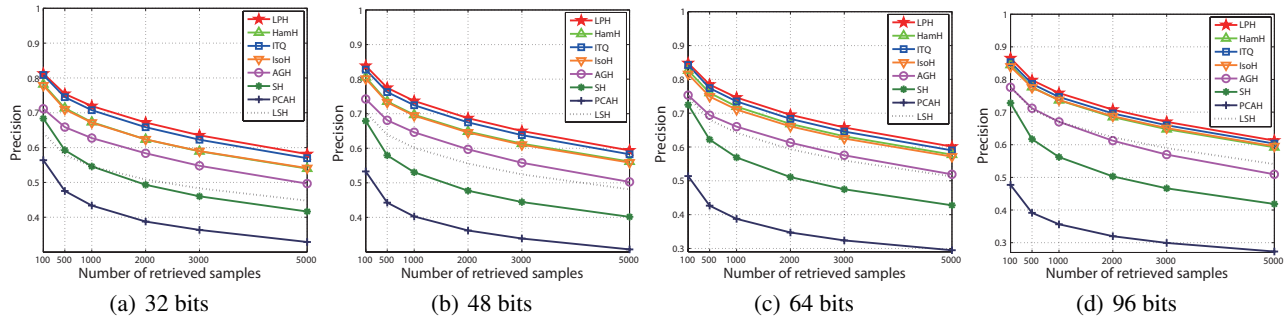 1
0.9
0.8
0.7
0.6
0.5
0.4
Precision
100
500
1000
2000
3000
5000
Number of retrieved samples
LPH
HamH
ITQ
IsoH
AGH
SH
PCAH
LSH
(a) 32 bits
1
0.9
0.8
0.7
0.6
0.5
0.4
Precision
100
500
1000
2000
3000
5000
Number of retrieved samples
LPH
HamH
ITQ
IsoH
AGH
SH
PCAH
LSH
(b) 48 bits
1
0.9
0.8
0.7
0.6
0.5
0.4
0.3
Precision
100
500
1000
2000
3000
5000
Number of retrieved samples
LPH
HamH
ITQ
IsoH
AGH
SH
PCAH
LSH
(c) 64 bits
1
0.9
0.8
0.7
0.6
0.5
0.4
0.3
Precision
100
500
1000
2000
3000
5000
Number of retrieved samples
LPH
HamH
ITQ
IsoH
AGH
SH
PCAH
LSH
(d) 96 bits